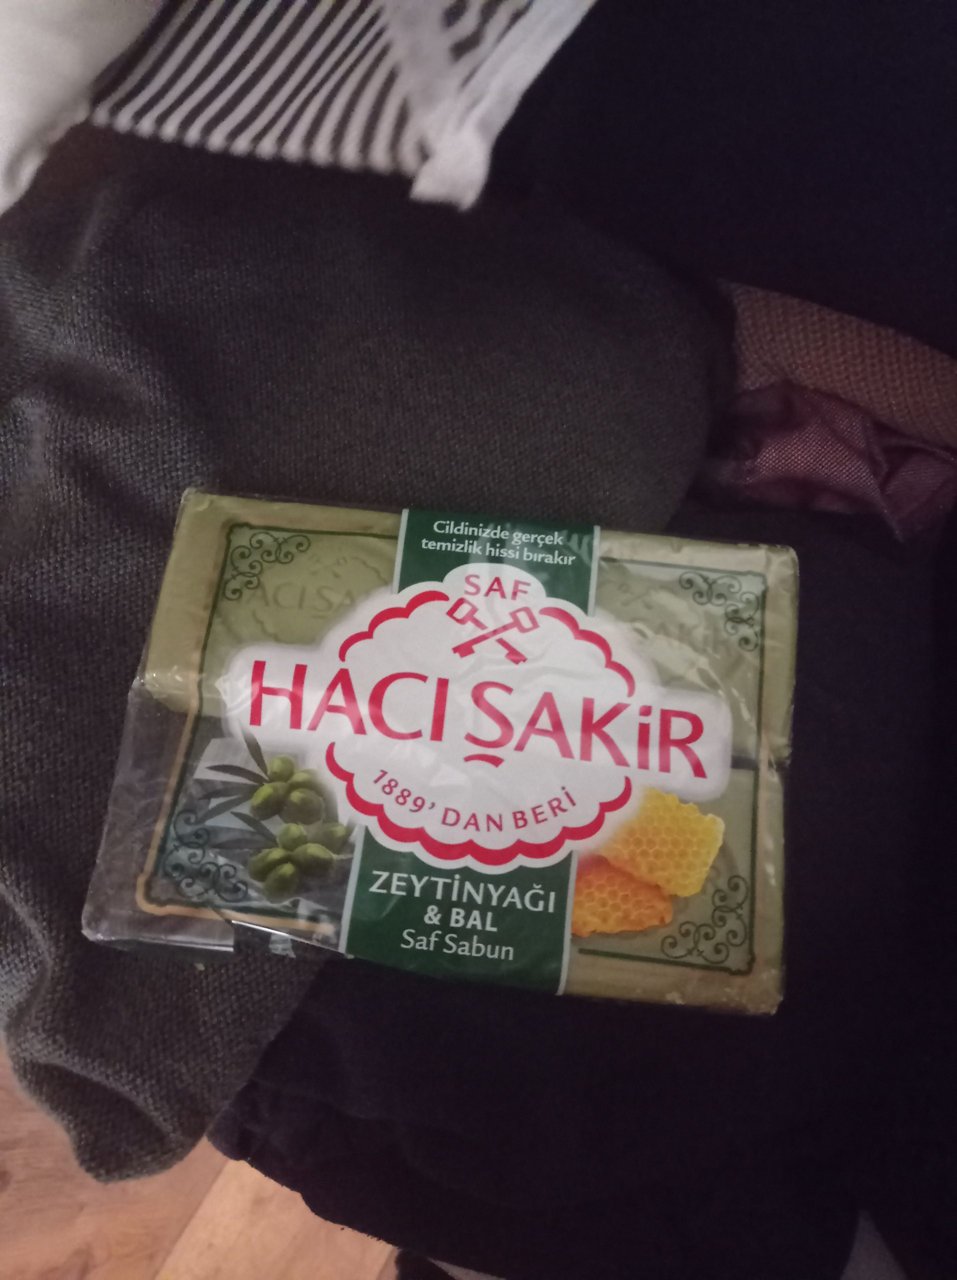 Cildinizde gerçek
temizlik hissi bırakır
SAF
HACI ŞAKİR
1889' DAN BERİ
ZEYTİNYAĞI
& BAL
Saf Sabun